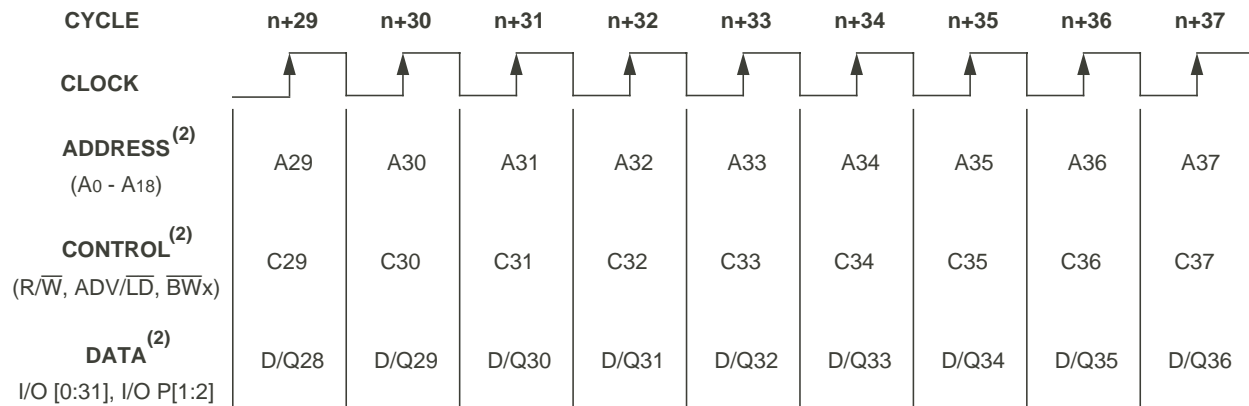 CYCLE n+29 n+30 n+31 n+32 n+33 n+34 n+35 n+36 n+37
CLOCK
ADDRESS(2) A29 A30 A31 A32 A33 A34 A35 A36 A37
(A0 - A18)
CONTROL(2) C29 C30 C31 C32 C33 C34 C35 C36 C37
(R/W̅, ADV/L̅D̅, B̅W̅x)
DATA(2) D/Q28 D/Q29 D/Q30 D/Q31 D/Q32 D/Q33 D/Q34 D/Q35 D/Q36
I/O [0:31], I/O P[1:2]